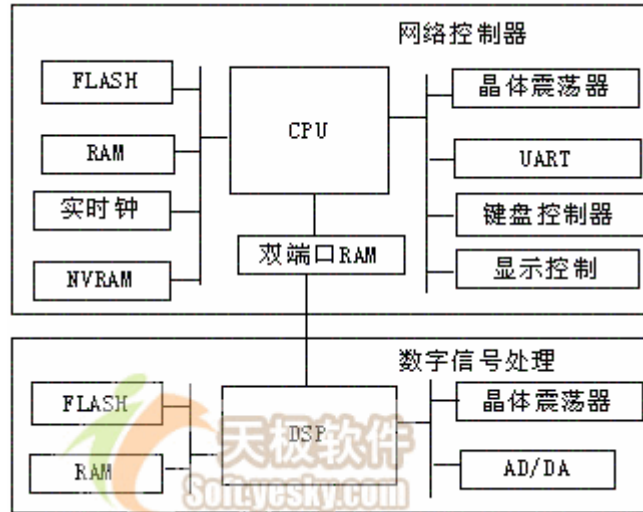 网络控制器
FLASH
RAM
实时钟
NVRAM
CPU
双端口RAM
晶体震荡器
UART
键盘控制器
显示控制
数字信号处理
FLASH
RAM
DSP
晶体震荡器
AD/DA
天极软件
Soft.yesky.com